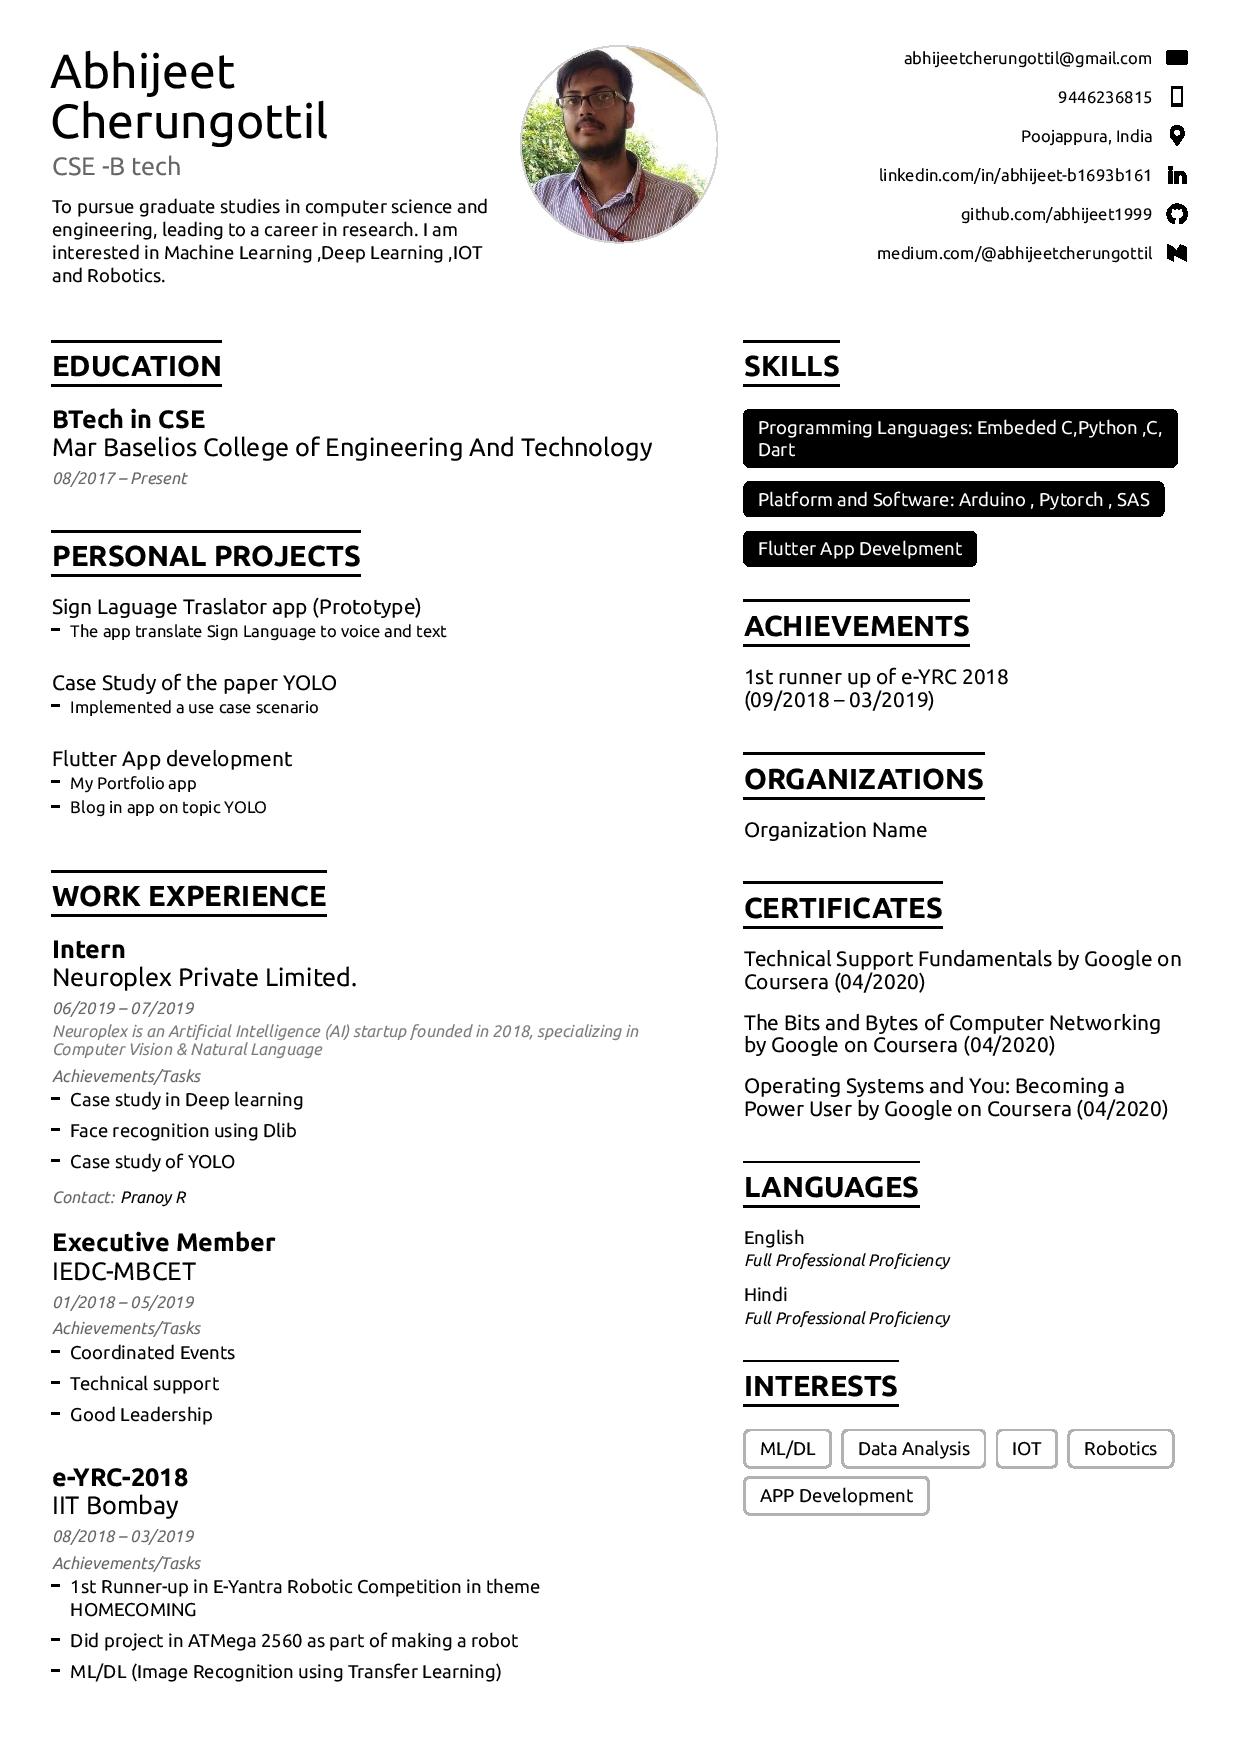 Abhijeet
Cherungottil
CSE -B tech
To pursue graduate studies in computer science and
engineering, leading to a career in research. I am
interested in Machine Learning ,Deep Learning ,IOT
and Robotics.
abhijeetcherungottil@gmail.com
9446236815
Poojappura, India
linkedin.com/in/abhijeet-b1693b161
github.com/abhijeet1999
medium.com/@abhijeetcherungottil
EDUCATION
BTech in CSE
Mar Baselios College of Engineering And Technology
08/2017 – Present
PERSONAL PROJECTS
Sign Laguage Traslator app (Prototype)
– The app translate Sign Language to voice and text
Case Study of the paper YOLO
– Implemented a use case scenario
Flutter App development
– My Portfolio app
– Blog in app on topic YOLO
WORK EXPERIENCE
Intern
Neuroplex Private Limited.
06/2019 – 07/2019
Neuroplex is an Artificial Intelligence (AI) startup founded in 2018, specializing in
Computer Vision & Natural Language
Achievements/Tasks
– Case study in Deep learning
– Face recognition using Dlib
– Case study of YOLO
Contact: Pranoy R
Executive Member
IEDC-MBCET
01/2018 – 05/2019
Achievements/Tasks
– Coordinated Events
– Technical support
– Good Leadership
e-YRC-2018
IIT Bombay
08/2018 – 03/2019
Achievements/Tasks
– 1st Runner-up in E-Yantra Robotic Competition in theme
HOMECOMING
– Did project in ATMega 2560 as part of making a robot
– ML/DL (Image Recognition using Transfer Learning)
SKILLS
Programming Languages: Embeded C,Python ,C,
Dart
Platform and Software: Arduino , Pytorch , SAS
Flutter App Develpment
ACHIEVEMENTS
1st runner up of e-YRC 2018
(09/2018 – 03/2019)
ORGANIZATIONS
Organization Name
CERTIFICATES
Technical Support Fundamentals by Google on
Coursera (04/2020)
The Bits and Bytes of Computer Networking
by Google on Coursera (04/2020)
Operating Systems and You: Becoming a
Power User by Google on Coursera (04/2020)
LANGUAGES
English
Full Professional Proficiency
Hindi
Full Professional Proficiency
INTERESTS
ML/DL Data Analysis IOT Robotics
APP Development